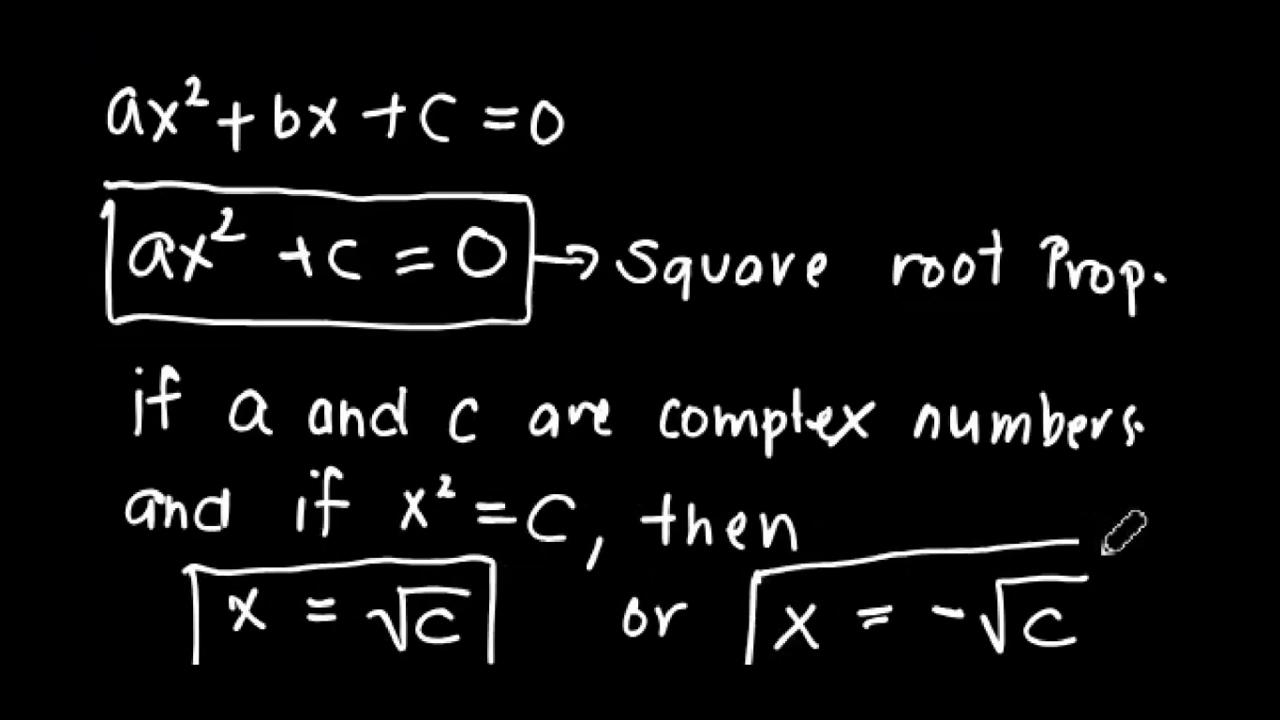 ax² + bx + c = 0
ax² + c = 0 → Square root Prop.
if a and c are complex numbers
and if x² = C, then
x = √c or x = -√c